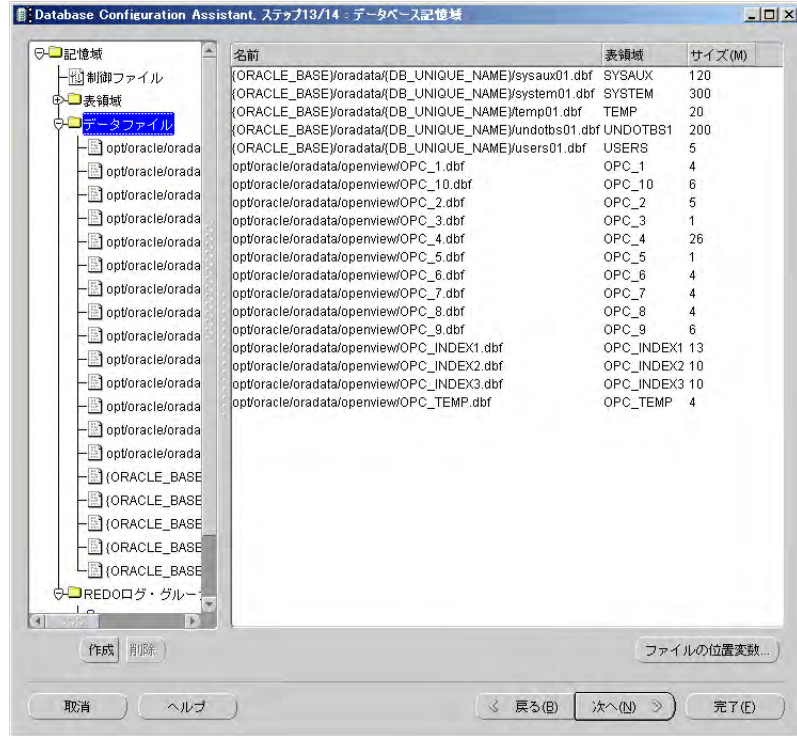 Database Configuration Assistant, ステップ13/14 : データベース記憶域
記憶域
制御ファイル
表領域
データファイル
opt/oracle/orada
opt/oracle/orada
opt/oracle/orada
opt/oracle/orada
opt/oracle/orada
opt/oracle/orada
opt/oracle/orada
opt/oracle/orada
opt/oracle/orada
opt/oracle/orada
opt/oracle/orada
opt/oracle/orada
opt/oracle/orada
opt/oracle/orada
{ORACLE_BASE
{ORACLE_BASE
{ORACLE_BASE
{ORACLE_BASE
{ORACLE_BASE
REDOログ・グルー
名前 表領域 サイズ(M)
{ORACLE_BASE}/oradata/{DB_UNIQUE_NAME}/sysaux01.dbf SYSAUX 120
{ORACLE_BASE}/oradata/{DB_UNIQUE_NAME}/system01.dbf SYSTEM 300
{ORACLE_BASE}/oradata/{DB_UNIQUE_NAME}/temp01.dbf TEMP 20
{ORACLE_BASE}/oradata/{DB_UNIQUE_NAME}/undotbs01.dbf UNDOTBS1 200
{ORACLE_BASE}/oradata/{DB_UNIQUE_NAME}/users01.dbf USERS 5
opt/oracle/oradata/openview/OPC_1.dbf OPC_1 4
opt/oracle/oradata/openview/OPC_10.dbf OPC_10 6
opt/oracle/oradata/openview/OPC_2.dbf OPC_2 5
opt/oracle/oradata/openview/OPC_3.dbf OPC_3 1
opt/oracle/oradata/openview/OPC_4.dbf OPC_4 26
opt/oracle/oradata/openview/OPC_5.dbf OPC_5 1
opt/oracle/oradata/openview/OPC_6.dbf OPC_6 4
opt/oracle/oradata/openview/OPC_7.dbf OPC_7 4
opt/oracle/oradata/openview/OPC_8.dbf OPC_8 4
opt/oracle/oradata/openview/OPC_9.dbf OPC_9 6
opt/oracle/oradata/openview/OPC_INDEX1.dbf OPC_INDEX1 13
opt/oracle/oradata/openview/OPC_INDEX2.dbf OPC_INDEX2 10
opt/oracle/oradata/openview/OPC_INDEX3.dbf OPC_INDEX3 10
opt/oracle/oradata/openview/OPC_TEMP.dbf OPC_TEMP 4
作成 削除 ファイルの位置変数...
取消 ヘルプ 戻る(B) 次へ(N) 完了(F)